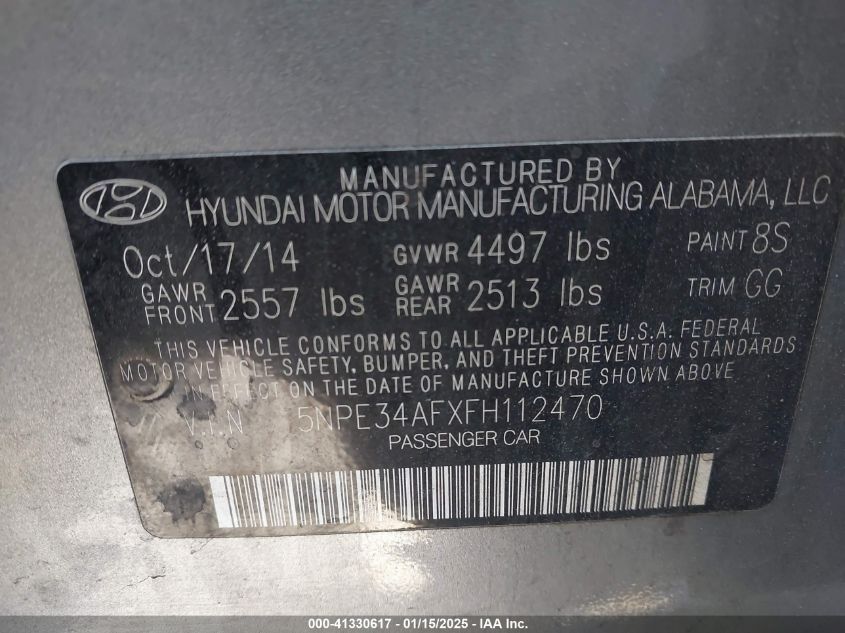 MANUFACTURED BY
HYUNDAI MOTOR MANUFACTURING ALABAMA, LLC
Oct/17/14 GVWR 4497 lbs PAINT 8S
GAWR FRONT 2557 lbs GAWR REAR 2513 lbs TRIM GG
THIS VEHICLE CONFORMS TO ALL APPLICABLE U.S.A. FEDERAL
MOTOR VEHICLE SAFETY, BUMPER, AND THEFT PREVENTION STANDARDS
IN EFFECT ON THE DATE OF MANUFACTURE SHOWN ABOVE.
V.I.N 5NPE34AFXFH112470
PASSENGER CAR
000-41330617 - 01/15/2025 - IAA Inc.